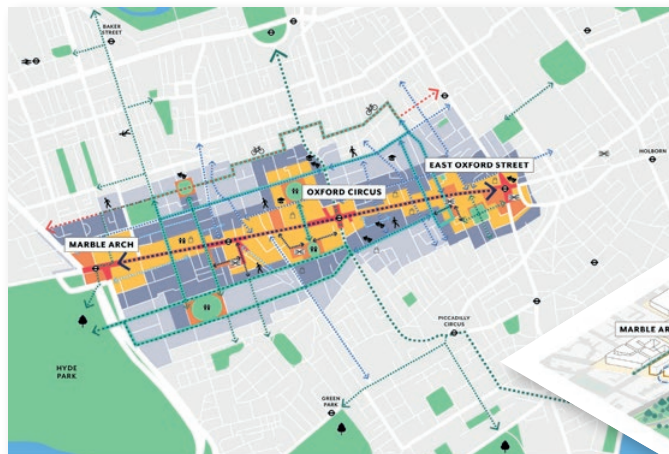 BAKER
STREET
HOLBORN
EAST OXFORD STREET
OXFORD CIRCUS
MARBLE ARCH
PICCADILLY
CIRCUS
MARBLE AR
HYDE
PARK
GREEN
PARK